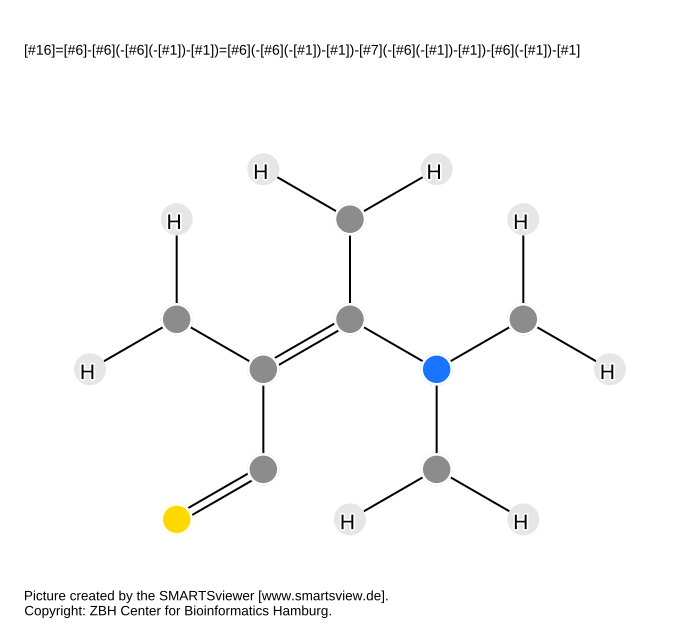 [#16]=[#6]-[#6](-[#6](-[#1])-[#1])=[#6](-[#6](-[#1])-[#1])-[#7](-[#6](-[#1])-[#1])-[#6](-[#1])-[#1]
H H
H H
H H
H H
Picture created by the SMARTSviewer [www.smartsview.de].
Copyright: ZBH Center for Bioinformatics Hamburg.